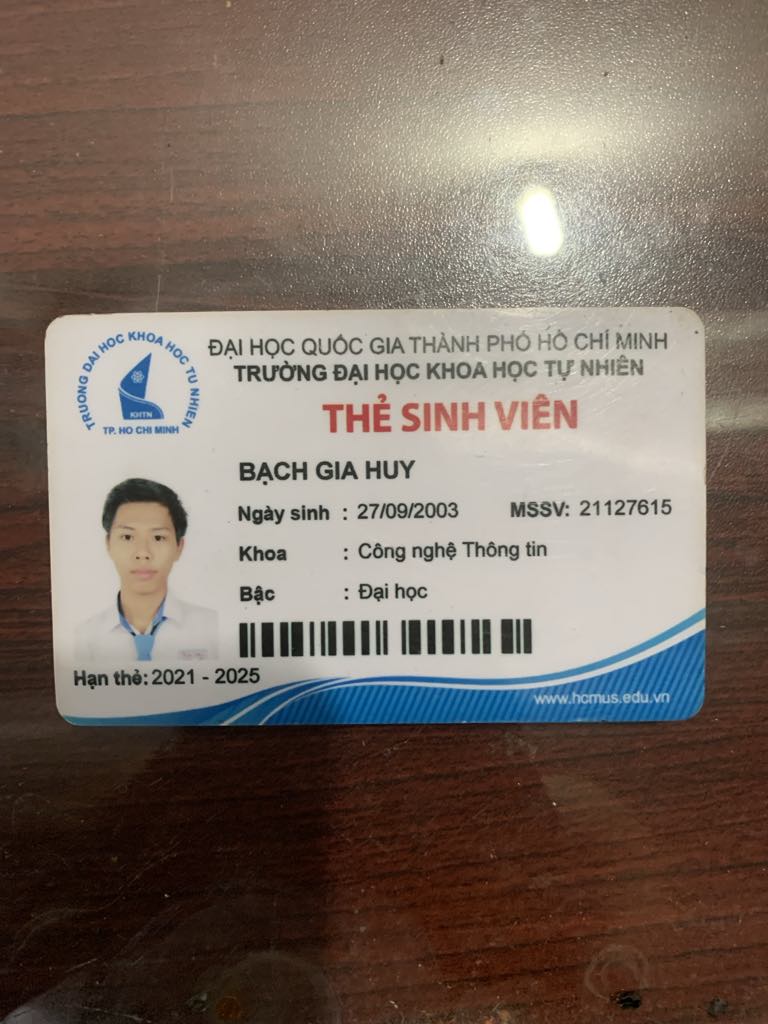 TRUONG DAI HOC KHOA HOC TU NHIEN
KHTN
TP. HO CHI MINH
ĐẠI HỌC QUỐC GIA THÀNH PHỐ HỒ CHÍ MINH
TRƯỜNG ĐẠI HỌC KHOA HỌC TỰ NHIÊN
THẺ SINH VIÊN
BẠCH GIA HUY
Ngày sinh : 27/09/2003 MSSV: 21127615
Khoa : Công nghệ Thông tin
Bậc : Đại học
Hạn thẻ: 2021 - 2025
www.hcmus.edu.vn